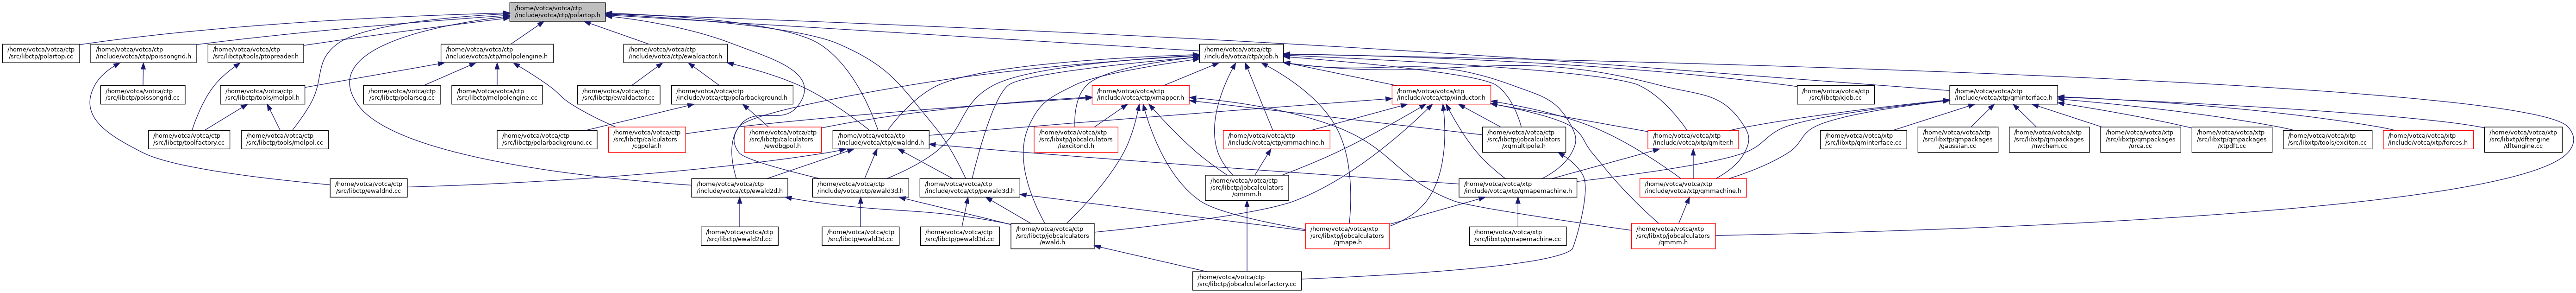 /home/votca/votca/ctp
/include/votca/ctp/polartop.h
/home/votca/votca/ctp
/src/libctp/polartop.cc
/home/votca/votca/ctp
/include/votca/ctp/poissongrid.h
/home/votca/votca/ctp
/src/libctp/tools/ptopreader.h
/home/votca/votca/ctp
/include/votca/ctp/molpolengine.h
/home/votca/votca/ctp
/include/votca/ctp/ewaldactor.h
/home/votca/votca/ctp
/include/votca/ctp/xjob.h
/home/votca/votca/ctp
/src/libctp/poissongrid.cc
/home/votca/votca/ctp
/src/libctp/tools/molpol.h
/home/votca/votca/ctp
/src/libctp/polarseg.cc
/home/votca/votca/ctp
/src/libctp/molpolengine.cc
/home/votca/votca/ctp
/src/libctp/ewaldactor.cc
/home/votca/votca/ctp
/include/votca/ctp/polarbackground.h
/home/votca/votca/ctp
/include/votca/ctp/xmapper.h
/home/votca/votca/ctp
/include/votca/ctp/xinductor.h
/home/votca/votca/ctp
/src/libctp/xjob.cc
/home/votca/votca/xtp
/include/votca/xtp/qminterface.h
/home/votca/votca/ctp
/src/libctp/toolfactory.cc
/home/votca/votca/ctp
/src/libctp/tools/molpol.cc
/home/votca/votca/ctp
/src/libctp/polarbackground.cc
/home/votca/votca/ctp
/src/libctp/calculators
/cgpolar.h
/home/votca/votca/ctp
/src/libctp/calculators
/ewdbgpol.h
/home/votca/votca/ctp
/include/votca/ctp/ewaldnd.h
/home/votca/votca/xtp
/src/libxtp/jobcalculators
/iexcitoncl.h
/home/votca/votca/ctp
/include/votca/ctp/qmmachine.h
/home/votca/votca/ctp
/src/libctp/jobcalculators
/xqmultipole.h
/home/votca/votca/xtp
/include/votca/xtp/qmiter.h
/home/votca/votca/xtp
/src/libxtp/qminterface.cc
/home/votca/votca/xtp
/src/libxtp/qmpackages
/gaussian.cc
/home/votca/votca/xtp
/src/libxtp/qmpackages
/nwchem.cc
/home/votca/votca/xtp
/src/libxtp/qmpackages
/orca.cc
/home/votca/votca/xtp
/src/libxtp/qmpackages
/xtpdft.cc
/home/votca/votca/xtp
/src/libxtp/tools/exciton.cc
/home/votca/votca/xtp
/include/votca/xtp/forces.h
/home/votca/votca/xtp
/src/libxtp/dftengine
/dftengine.cc
/home/votca/votca/ctp
/src/libctp/ewaldnd.cc
/home/votca/votca/ctp
/include/votca/ctp/ewald2d.h
/home/votca/votca/ctp
/include/votca/ctp/ewald3d.h
/home/votca/votca/ctp
/include/votca/ctp/pewald3d.h
/home/votca/votca/ctp
/src/libctp/jobcalculators
/qmmm.h
/home/votca/votca/xtp
/include/votca/xtp/qmapemachine.h
/home/votca/votca/xtp
/include/votca/xtp/qmmachine.h
/home/votca/votca/ctp
/src/libctp/ewald2d.cc
/home/votca/votca/ctp
/src/libctp/ewald3d.cc
/home/votca/votca/ctp
/src/libctp/pewald3d.cc
/home/votca/votca/ctp
/src/libctp/jobcalculators
/ewald.h
/home/votca/votca/xtp
/src/libxtp/jobcalculators
/qmape.h
/home/votca/votca/xtp
/src/libxtp/qmapemachine.cc
/home/votca/votca/xtp
/src/libxtp/jobcalculators
/qmmm.h
/home/votca/votca/ctp
/src/libctp/jobcalculatorfactory.cc